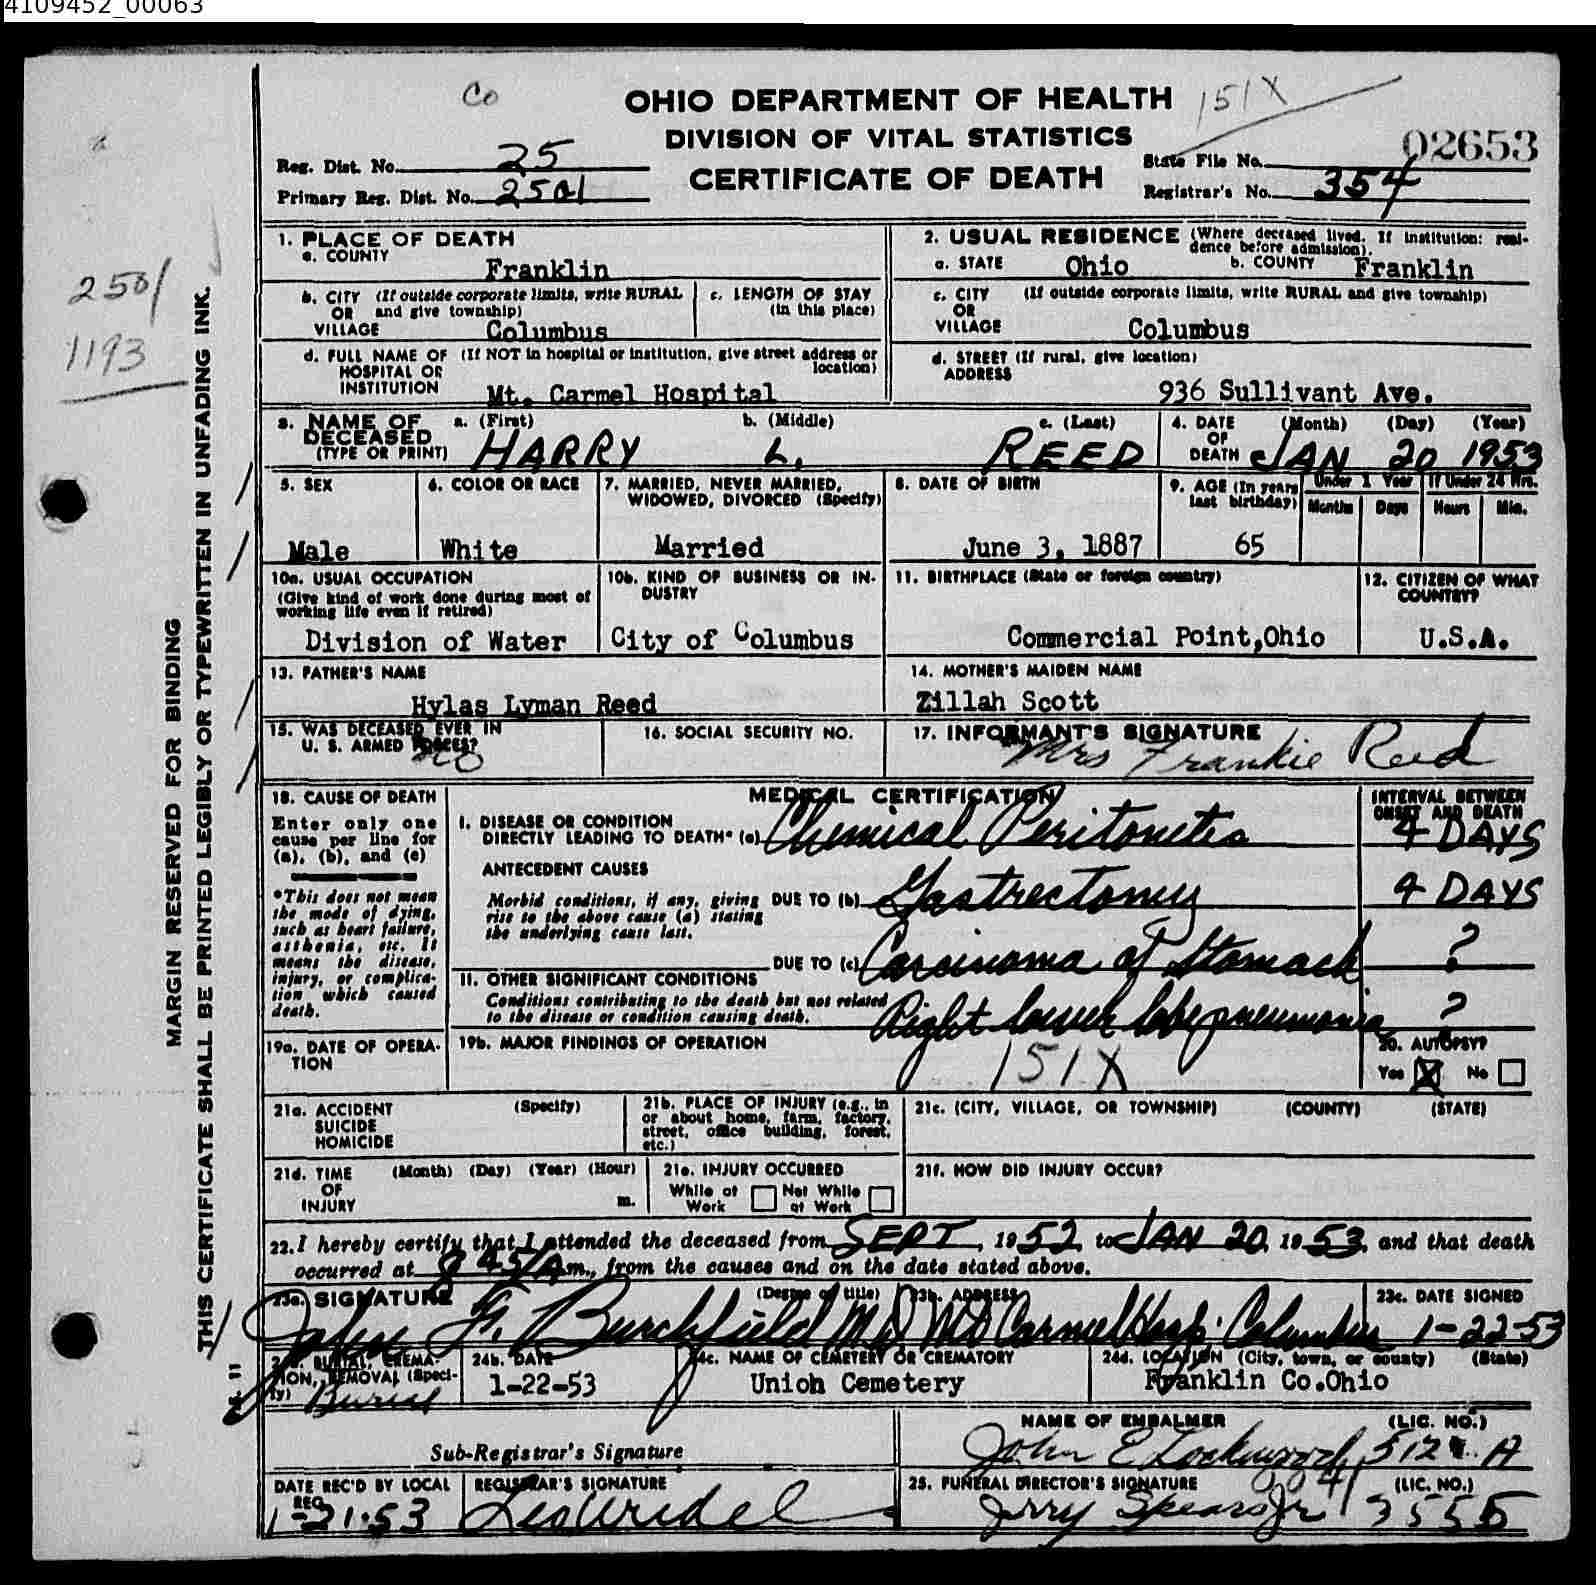 4109452_00063
Co
OHIO DEPARTMENT OF HEALTH
151X
DIVISION OF VITAL STATISTICS
CERTIFICATE OF DEATH
Reg. Dist. No. 25
Primary Reg. Dist. No. 2501
State File No. 02653
Registrar's No. 354
2501
1193
MARGIN RESERVED FOR BINDING
THIS CERTIFICATE SHALL BE PRINTED LEGIBLY OR TYPEWRITTEN IN UNFADING INK.
1. PLACE OF DEATH
a. COUNTY
Franklin
2. USUAL RESIDENCE (Where deceased lived. If institution: resi-
dence before admission).
a. STATE Ohio b. COUNTY Franklin
b. CITY (If outside corporate limits, write RURAL
OR and give township)
VILLAGE Columbus
c. LENGTH OF STAY
(in this place)
c. CITY (If outside corporate limits, write RURAL and give township)
OR
VILLAGE Columbus
d. FULL NAME OF (If NOT in hospital or institution, give street address or
HOSPITAL OR location)
INSTITUTION Mt. Carmel Hospital
d. STREET (If rural, give location)
ADDRESS
936 Sullivant Ave.
3. NAME OF a. (First) b. (Middle) c. (Last)
DECEASED
(TYPE OR PRINT) HARRY L. REED
4. DATE (Month) (Day) (Year)
OF
DEATH JAN 20 1953
5. SEX
Male
6. COLOR OR RACE
White
7. MARRIED, NEVER MARRIED,
WIDOWED, DIVORCED (Specify)
Married
8. DATE OF BIRTH
June 3, 1887
9. AGE (In years
last birthday)
65
Under 1 Year
Months Days
If Under 24 Hrs.
Hours Min.
10a. USUAL OCCUPATION
(Give kind of work done during most of
working life even if retired)
Division of Water
10b. KIND OF BUSINESS OR IN-
DUSTRY
City of Columbus
11. BIRTHPLACE (State or foreign country)
Commercial Point,Ohio
12. CITIZEN OF WHAT
COUNTRY?
U.S.A.
13. FATHER'S NAME
Hylas Lyman Reed
14. MOTHER'S MAIDEN NAME
Zillah Scott
15. WAS DECEASED EVER IN
U. S. ARMED FORCES?
no
16. SOCIAL SECURITY NO.
17. INFORMANT'S SIGNATURE
Mrs Frankie Reed
18. CAUSE OF DEATH
Enter only one
cause per line for
(a), (b), and (c)
*This does not mean
the mode of dying,
such as heart failure,
asthenia, etc. It
means the disease,
injury, or complica-
tion which caused
death.
MEDICAL CERTIFICATION
INTERVAL BETWEEN
ONSET AND DEATH
I. DISEASE OR CONDITION
DIRECTLY LEADING TO DEATH* (a) Chemical Peritonitis 4 DAYS
ANTECEDENT CAUSES
Morbid conditions, if any, giving DUE TO (b) Gastrectomy 4 DAYS
rise to the above cause (a) stating
the underlying cause last.
DUE TO (c) Carcinoma of Stomach ?
II. OTHER SIGNIFICANT CONDITIONS
Conditions contributing to the death but not related
to the disease or condition causing death. Right lower lobe pneumonia ?
19a. DATE OF OPERA-
TION
19b. MAJOR FINDINGS OF OPERATION
151X
20. AUTOPSY?
Yes X No
21a. ACCIDENT (Specify)
SUICIDE
HOMICIDE
21b. PLACE OF INJURY (e.g., in
or about home, farm, factory,
street, office building, forest,
etc.)
21c. (CITY, VILLAGE, OR TOWNSHIP) (COUNTY) (STATE)
21d. TIME (Month) (Day) (Year) (Hour)
OF
INJURY m.
21e. INJURY OCCURRED
While at Not While
Work at Work
21f. HOW DID INJURY OCCUR?
22. I hereby certify that I attended the deceased from SEPT, 1952, to JAN 20, 1953, and that death
occurred at 8 45/A m., from the causes and on the date stated above.
23a. SIGNATURE (Degree or title)
John F. Burchfield MD
23b. ADDRESS
Mt Carmel Hosp. Columbus
23c. DATE SIGNED
1-22-53
24a. BURIAL, CREMA-
TION, REMOVAL (Speci-
fy) Burial
24b. DATE
1-22-53
24c. NAME OF CEMETERY OR CREMATORY
Union Cemetery
24d. LOCATION (City, town, or county) (State)
Franklin Co.Ohio
Sub-Registrar's Signature
NAME OF EMBALMER (LIC. NO.)
John E Lockwood
DATE REC'D BY LOCAL
REG.
1-21-53
REGISTRAR'S SIGNATURE
25. FUNERAL DIRECTOR'S SIGNATURE (LIC. NO.)
Jerry Spears Jr